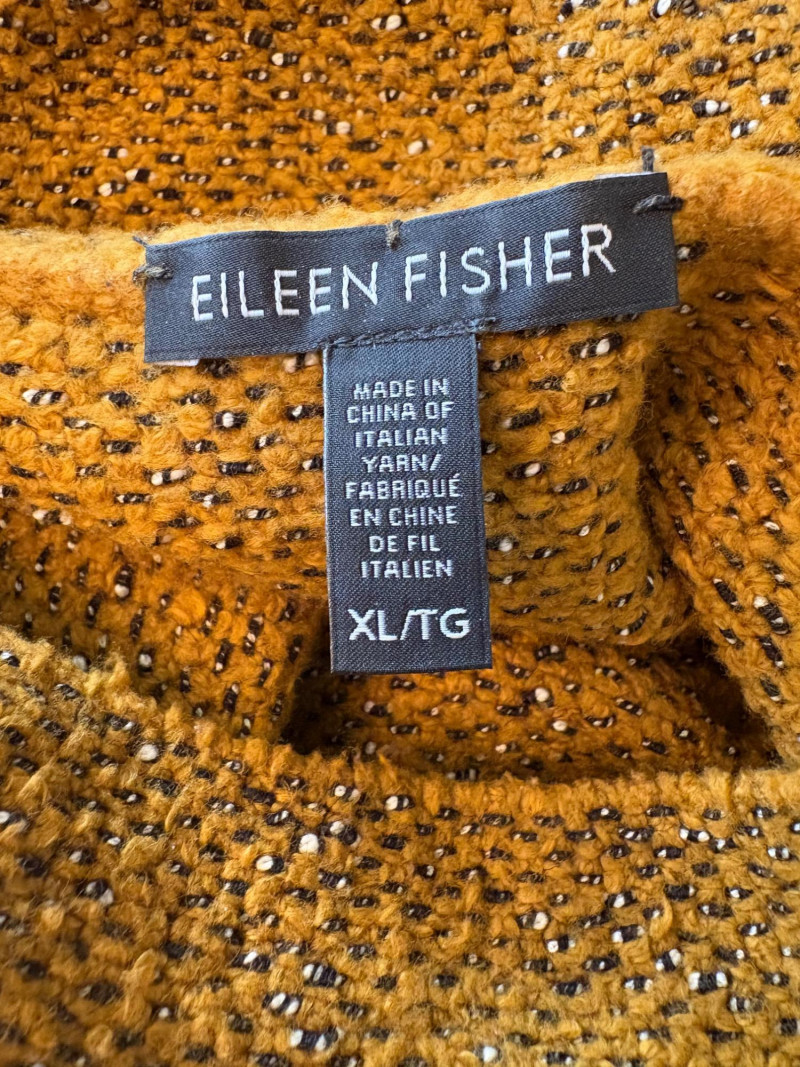 EILEEN FISHER
MADE IN
CHINA OF
ITALIAN
YARN/
FABRIQUÉ
EN CHINE
DE FIL
ITALIEN
XL/TG